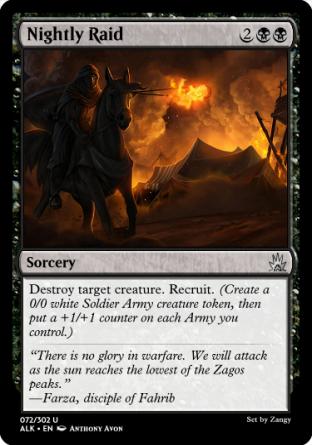 Nightly Raid 2BB
Sorcery
Destroy target creature. Recruit. (Create a
0/0 white Soldier Army creature token, then
put a +1/+1 counter on each Army you
control.)
“There is no glory in warfare. We will attack
as the sun reaches the lowest of the Zagos
peaks.”
—Farza, disciple of Fahrib
072/302 U
Set by Zangy
ALK • EN Anthony Avon